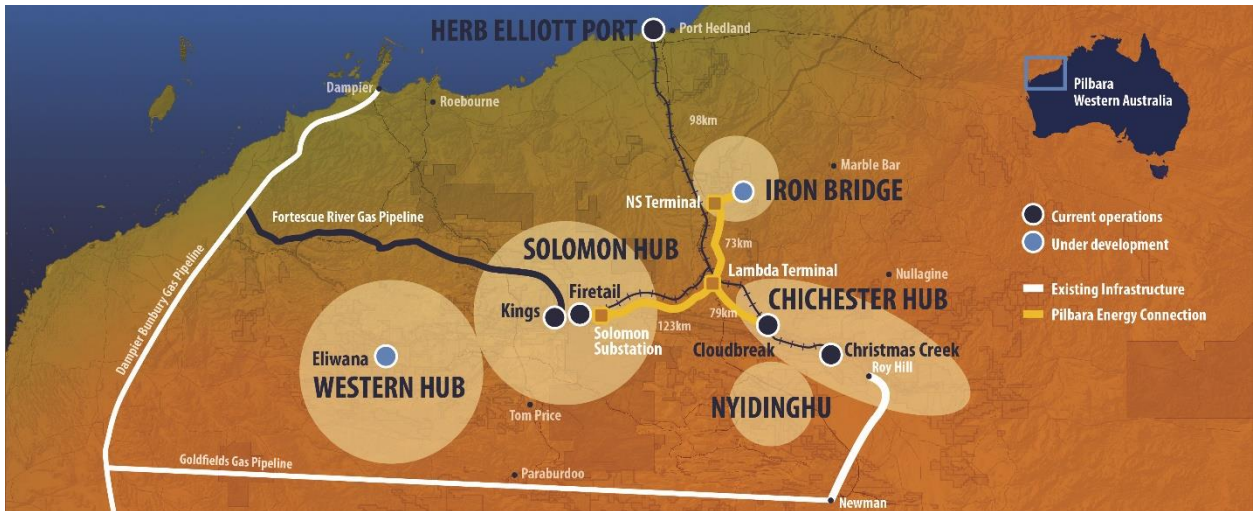 HERB ELLIOTT PORT
Port Hedland
Dampier
Roebourne
Pilbara
Western Australia
98km
Marble Bar
IRON BRIDGE
NS Terminal
Current operations
Under development
Existing Infrastructure
Pilbara Energy Connection
Fortescue River Gas Pipeline
SOLOMON HUB
73km
Lambda Terminal
Nullagine
CHICHESTER HUB
Dampier Bunbury Gas Pipeline
Kings
Firetail
Solomon
Substation
123km
79km
Cloudbreak
Christmas Creek
Roy Hill
Eliwana
WESTERN HUB
NYIDINGHU
Tom Price
Goldfields Gas Pipeline
Paraburdoo
Newman